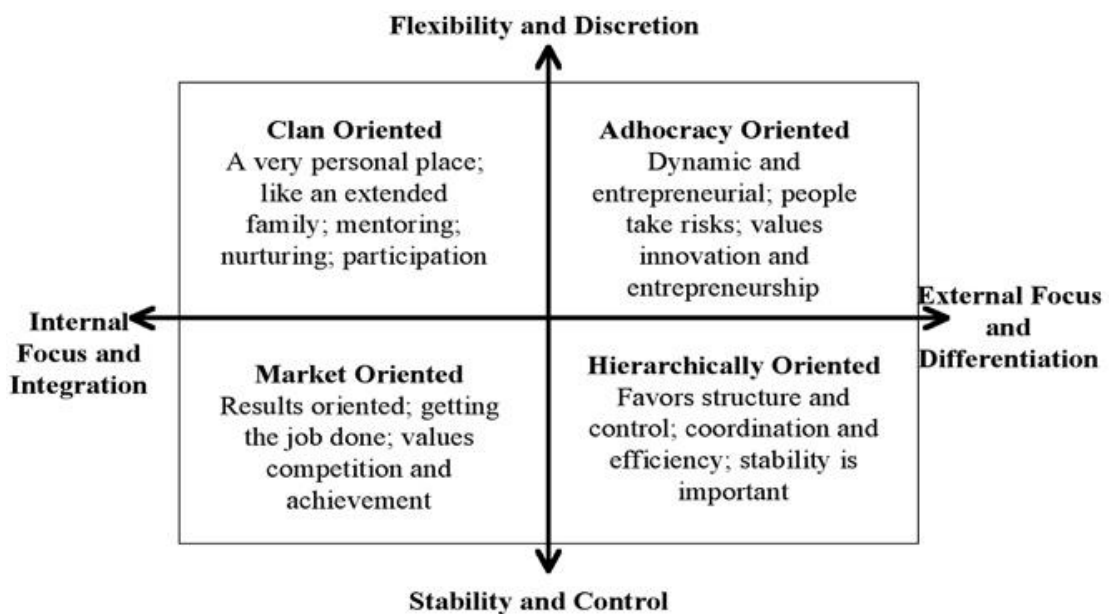 Flexibility and Discretion
Clan Oriented
A very personal place;
like an extended
family; mentoring;
nurturing; participation
Adhocracy Oriented
Dynamic and
entrepreneurial; people
take risks; values
innovation and
entrepreneurship
Internal
Focus and
Integration
External Focus
and
Differentiation
Market Oriented
Results oriented; getting
the job done; values
competition and
achievement
Hierarchically Oriented
Favors structure and
control; coordination and
efficiency; stability is
important
Stability and Control